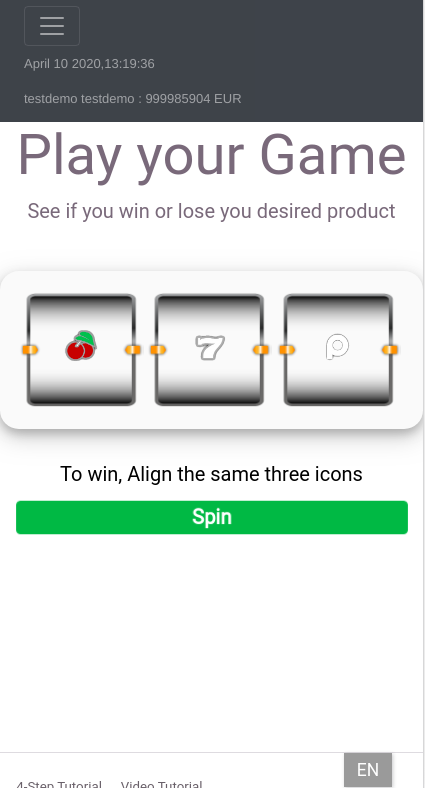 April 10 2020,13:19:36
testdemo testdemo : 999985904 EUR
Play your Game
See if you win or lose you desired product
7 P
To win, Align the same three icons
Spin
EN
4-Step Tutorial Video Tutorial